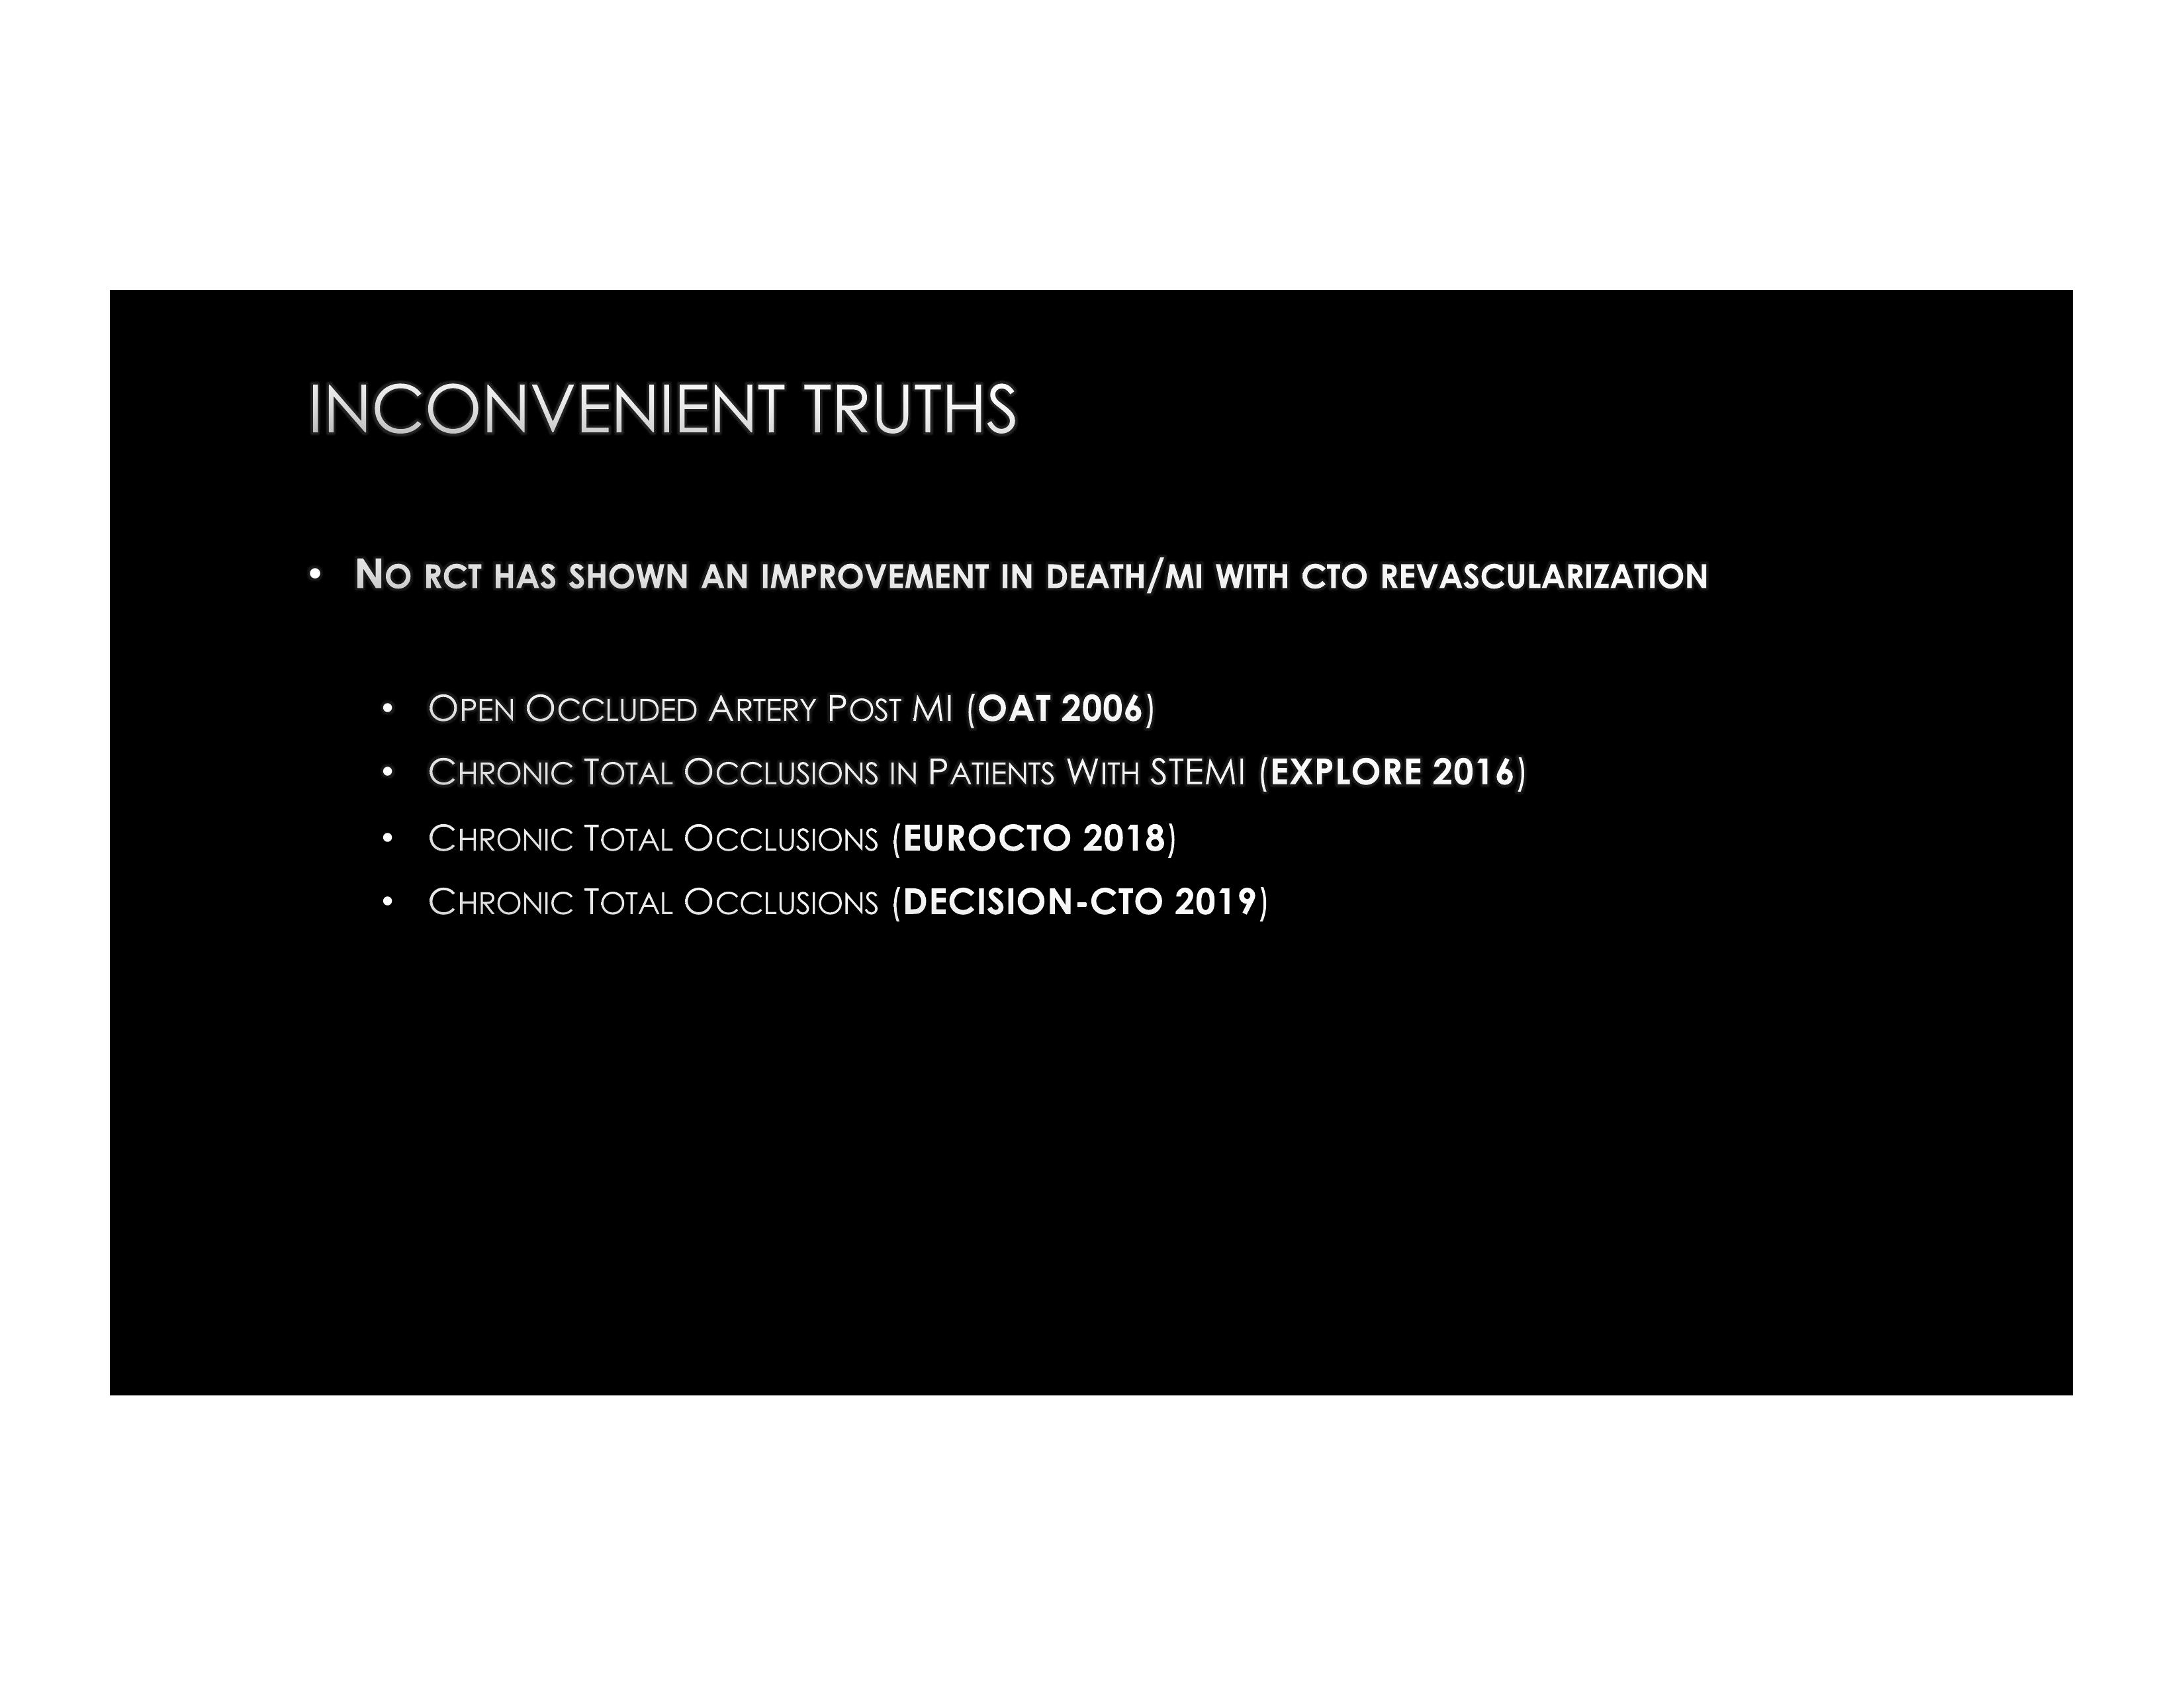 INCONVENIENT TRUTHS
• No RCT HAS SHOWN AN IMPROVEMENT IN DEATH/MI WITH CTO REVASCULARIZATION
• Open Occluded Artery Post MI (OAT 2006)
• Chronic Total Occlusions in Patients With STEMI (EXPLORE 2016)
• Chronic Total Occlusions (EUROCTO 2018)
• Chronic Total Occlusions (DECISION-CTO 2019)